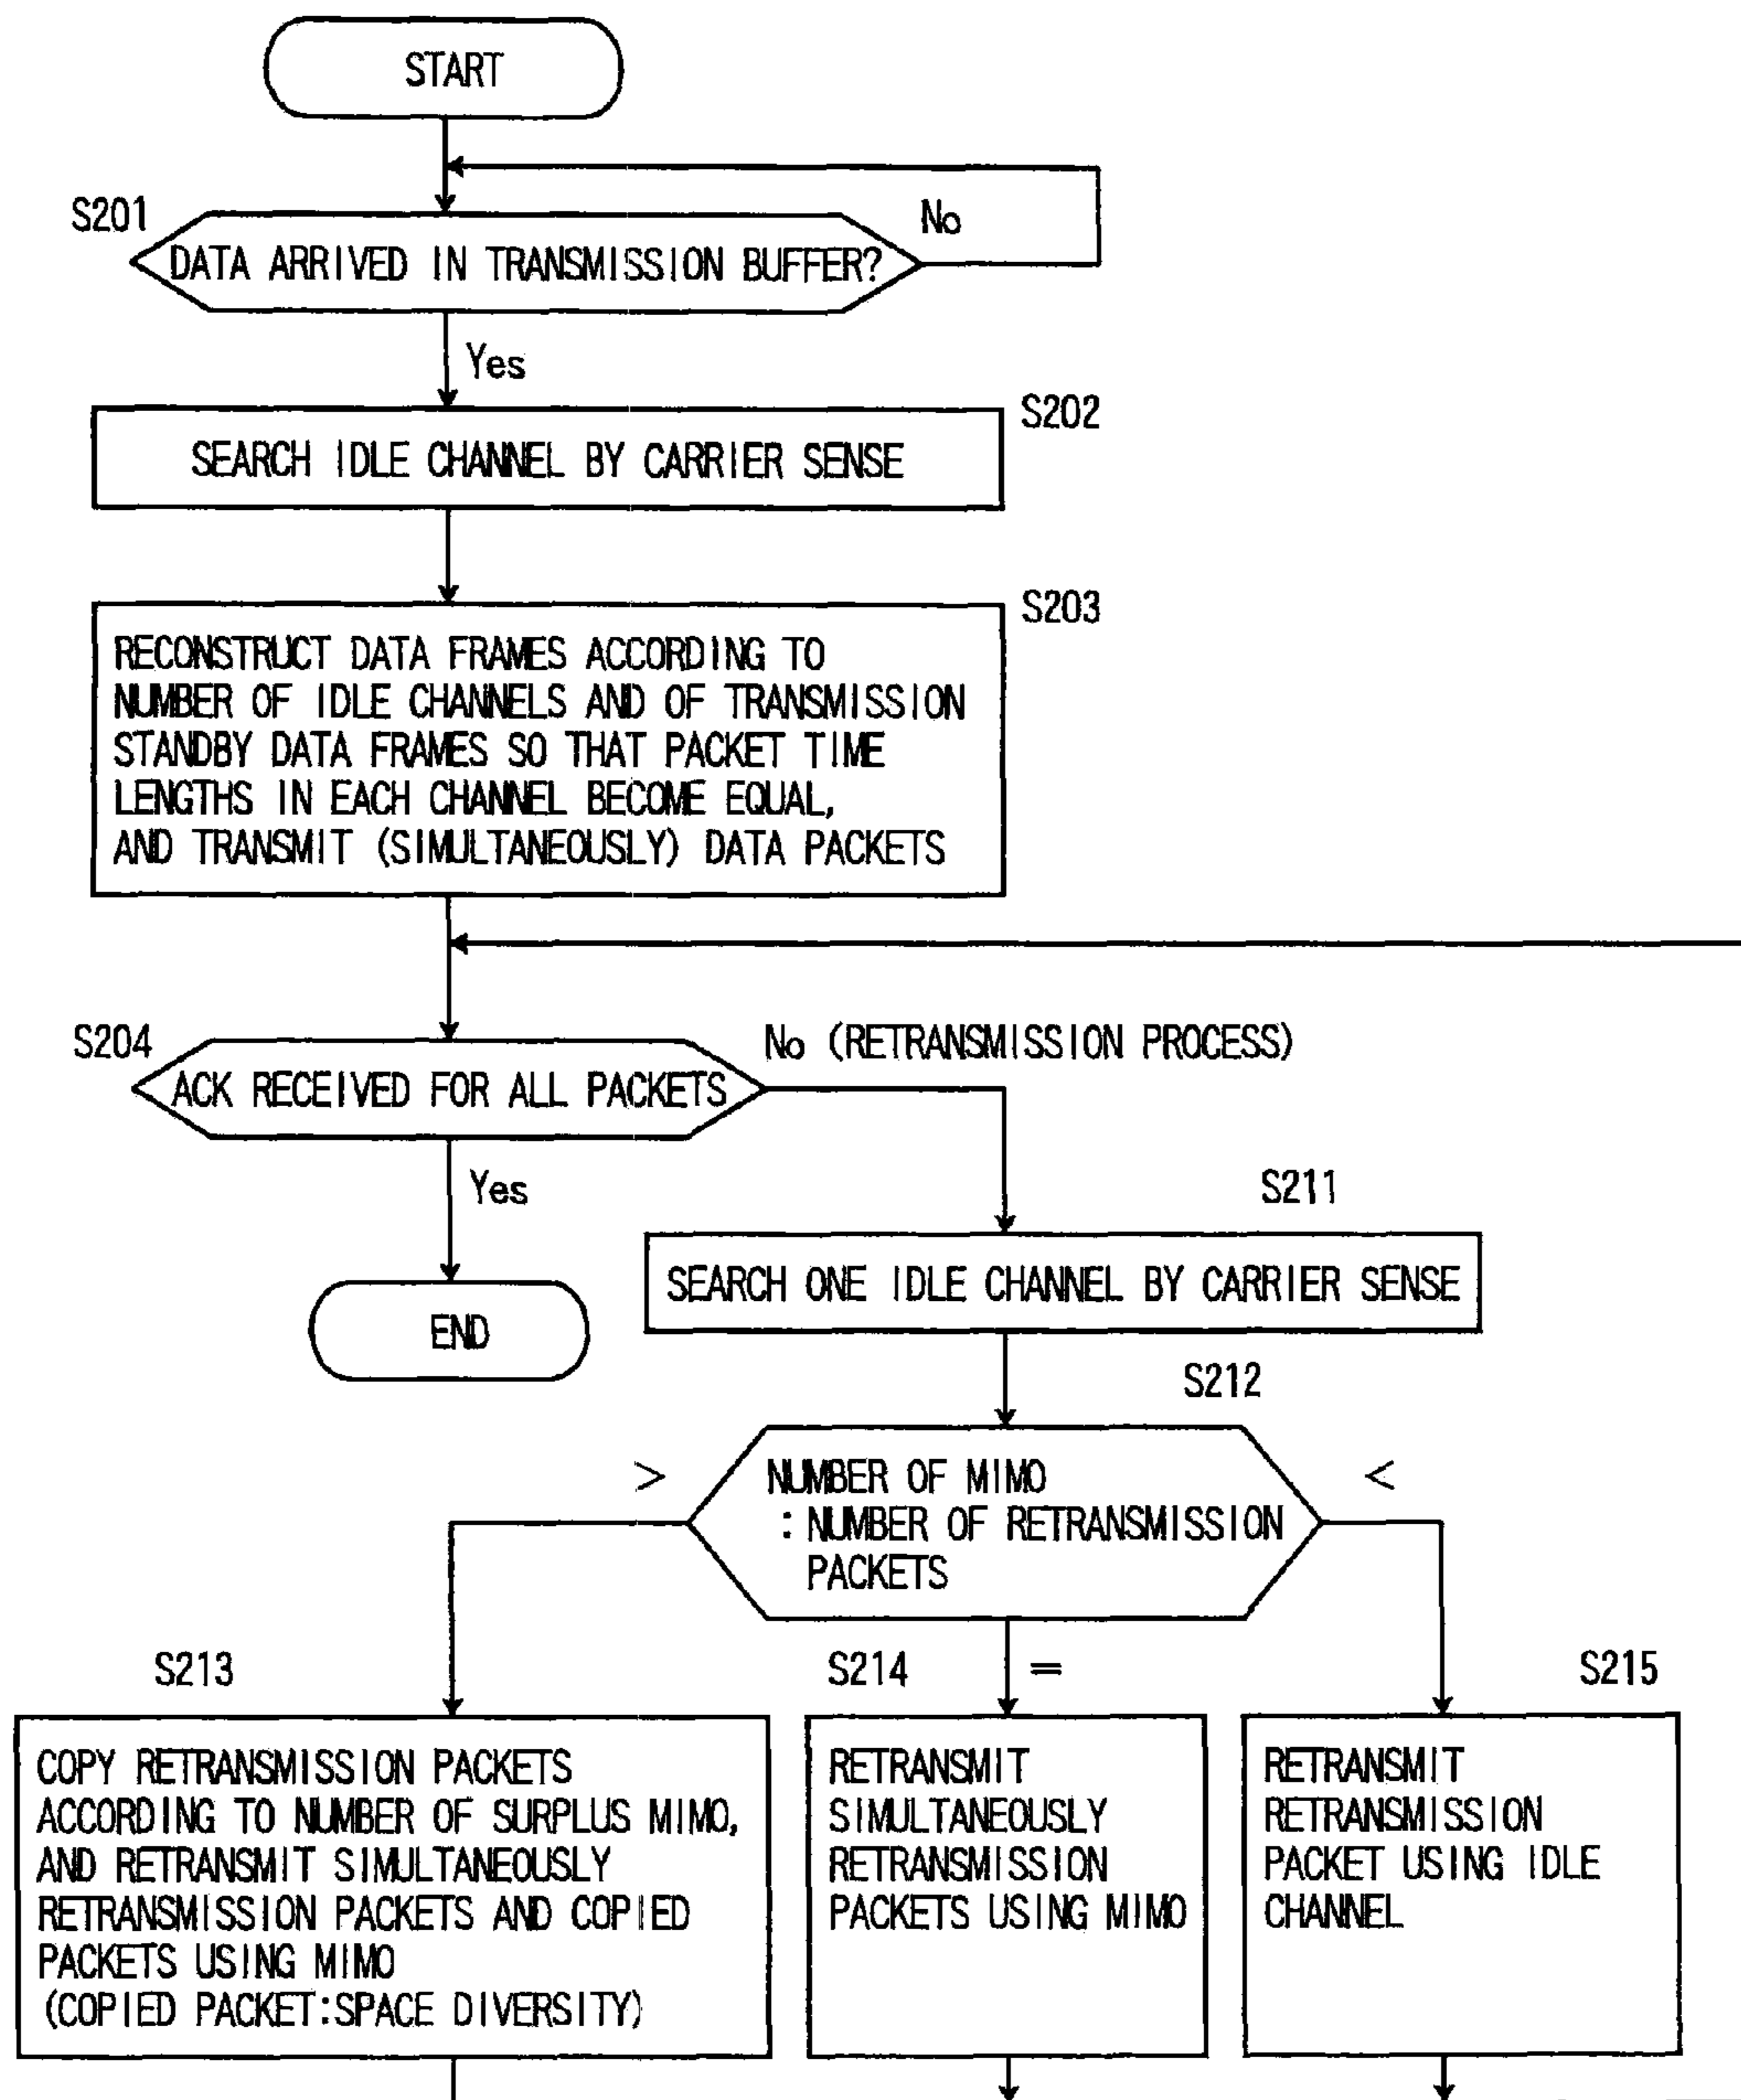 START
S201
No
DATA ARRIVED IN TRANSMISSION BUFFER?
Yes
S202
SEARCH IDLE CHANNEL BY CARRIER SENSE
S203
RECONSTRUCT DATA FRAMES ACCORDING TO
NUMBER OF IDLE CHANNELS AND OF TRANSMISSION
STANDBY DATA FRAMES SO THAT PACKET TIME
LENGTHS IN EACH CHANNEL BECOME EQUAL,
AND TRANSMIT (SIMULTANEOUSLY) DATA PACKETS
S204
No (RETRANSMISSION PROCESS)
ACK RECEIVED FOR ALL PACKETS
Yes
S211
SEARCH ONE IDLE CHANNEL BY CARRIER SENSE
END
S212
>
NUMBER OF MIMO
: NUMBER OF RETRANSMISSION
PACKETS
<
S213
S214
=
S215
COPY RETRANSMISSION PACKETS
ACCORDING TO NUMBER OF SURPLUS MIMO,
AND RETRANSMIT SIMULTANEOUSLY
RETRANSMISSION PACKETS AND COPIED
PACKETS USING MIMO
(COPIED PACKET:SPACE DIVERSITY)
RETRANSMIT
SIMULTANEOUSLY
RETRANSMISSION
PACKETS USING MIMO
RETRANSMIT
RETRANSMISSION
PACKET USING IDLE
CHANNEL